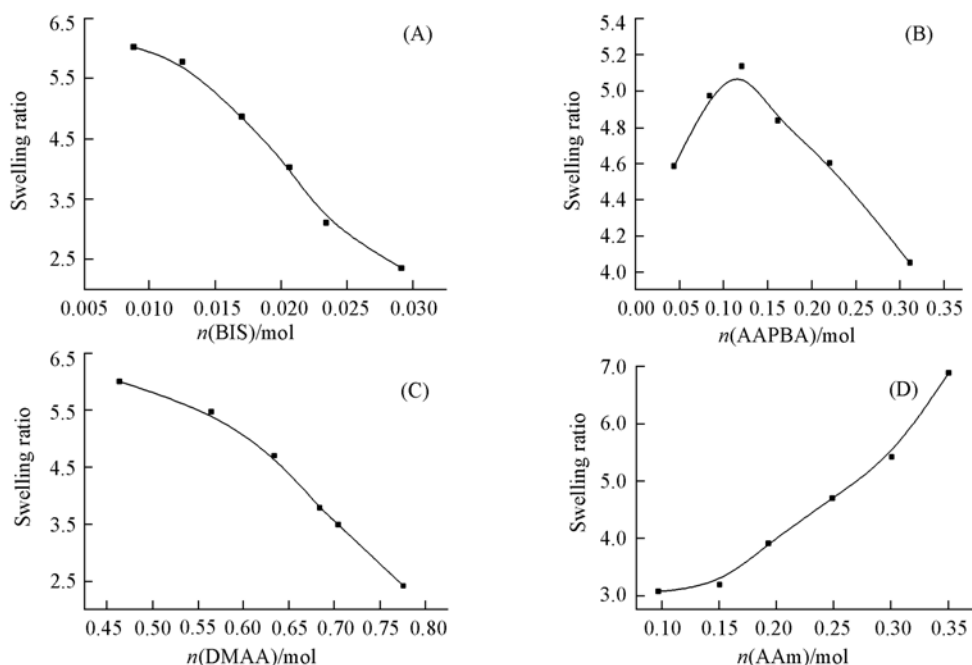 (A)
Swelling ratio
6.5
5.5
4.5
3.5
2.5
0.005 0.010 0.015 0.020 0.025 0.030
n(BIS)/mol
(B)
Swelling ratio
5.4
5.2
5.0
4.8
4.6
4.4
4.2
4.0
0.00 0.05 0.10 0.15 0.20 0.25 0.30 0.35
n(AAPBA)/mol
(C)
Swelling ratio
6.5
5.5
4.5
3.5
2.5
0.45 0.50 0.55 0.60 0.65 0.70 0.75 0.80
n(DMAA)/mol
(D)
Swelling ratio
7.0
6.0
5.0
4.0
3.0
0.10 0.15 0.20 0.25 0.30 0.35
n(AAm)/mol